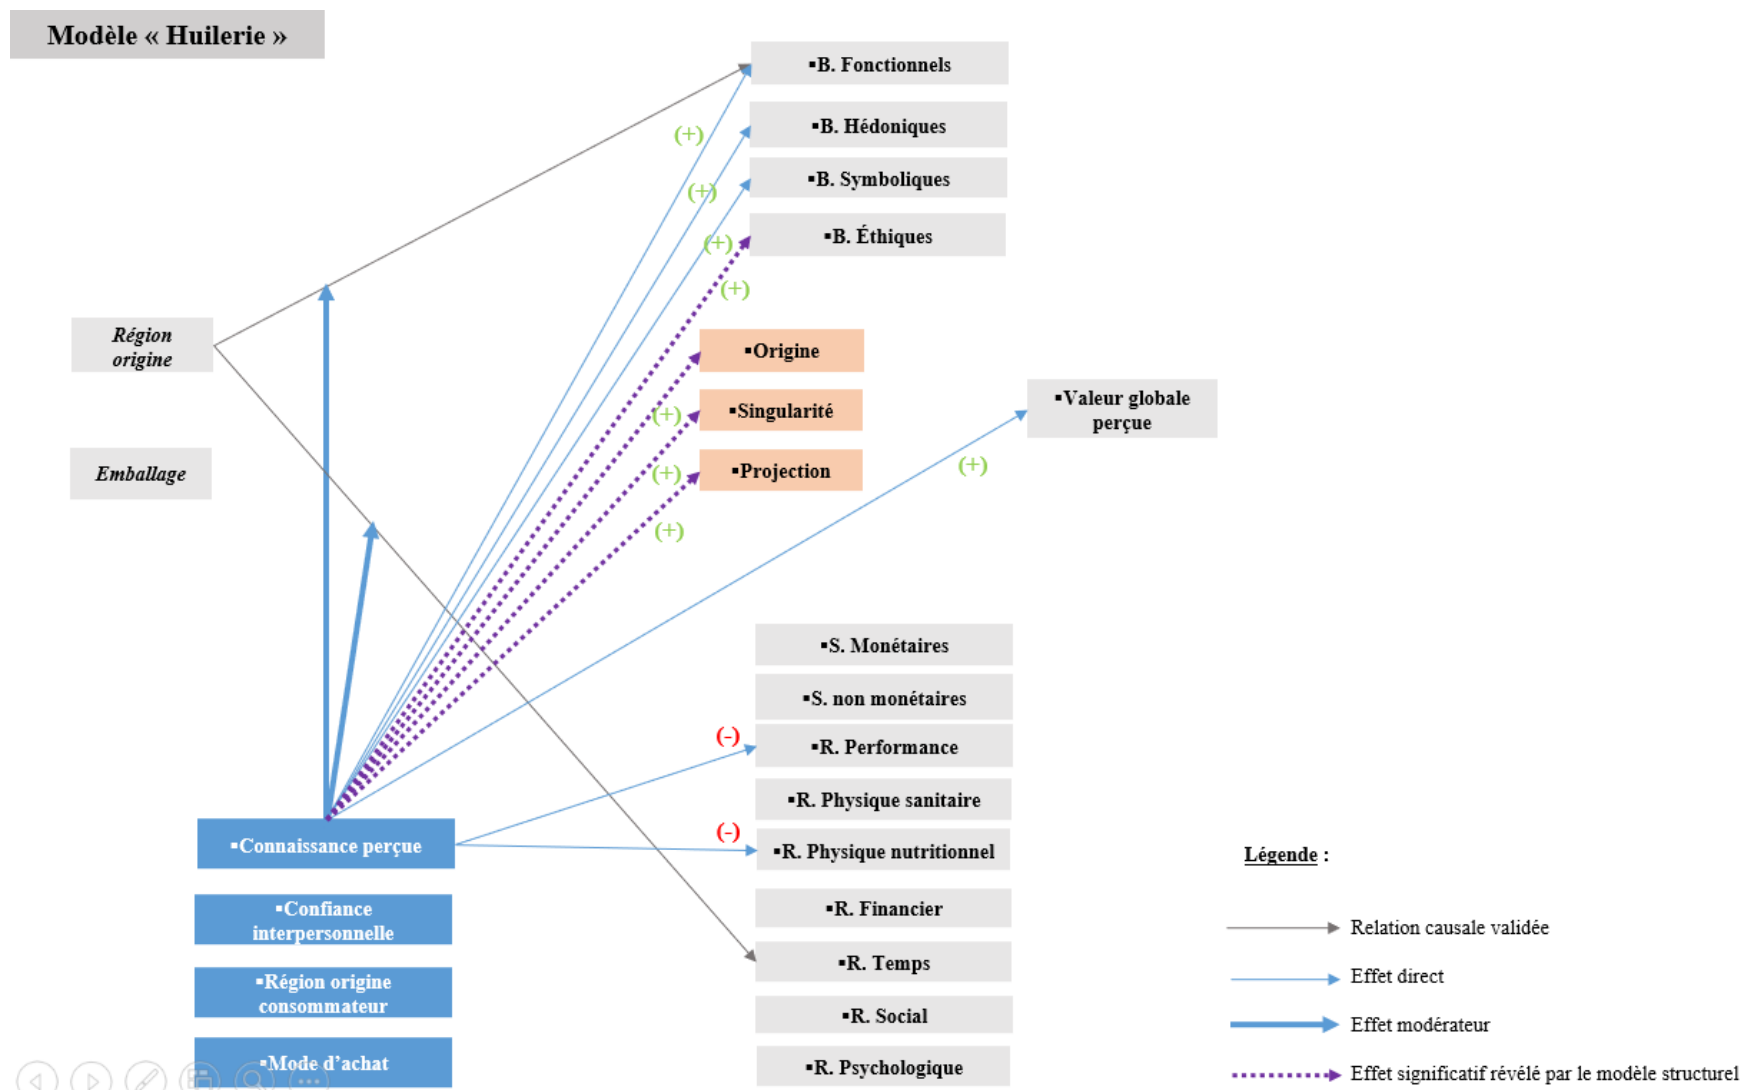 Modèle « Huilerie »
▪B. Fonctionnels
▪B. Hédoniques
▪B. Symboliques
▪B. Éthiques
(+)
(+)
(+)
(+)
Région
origine
Emballage
▪Origine
▪Singularité
▪Projection
(+)
(+)
(+)
▪Valeur globale
perçue
(+)
▪S. Monétaires
▪S. non monétaires
▪R. Performance
▪R. Physique sanitaire
▪R. Physique nutritionnel
▪R. Financier
▪R. Temps
▪R. Social
▪R. Psychologique
(-)
(-)
▪Connaissance perçue
▪Confiance
interpersonnelle
▪Région origine
consommateur
▪Mode d’achat
Légende :
Relation causale validée
Effet direct
Effet modérateur
Effet significatif révélé par le modèle structurel